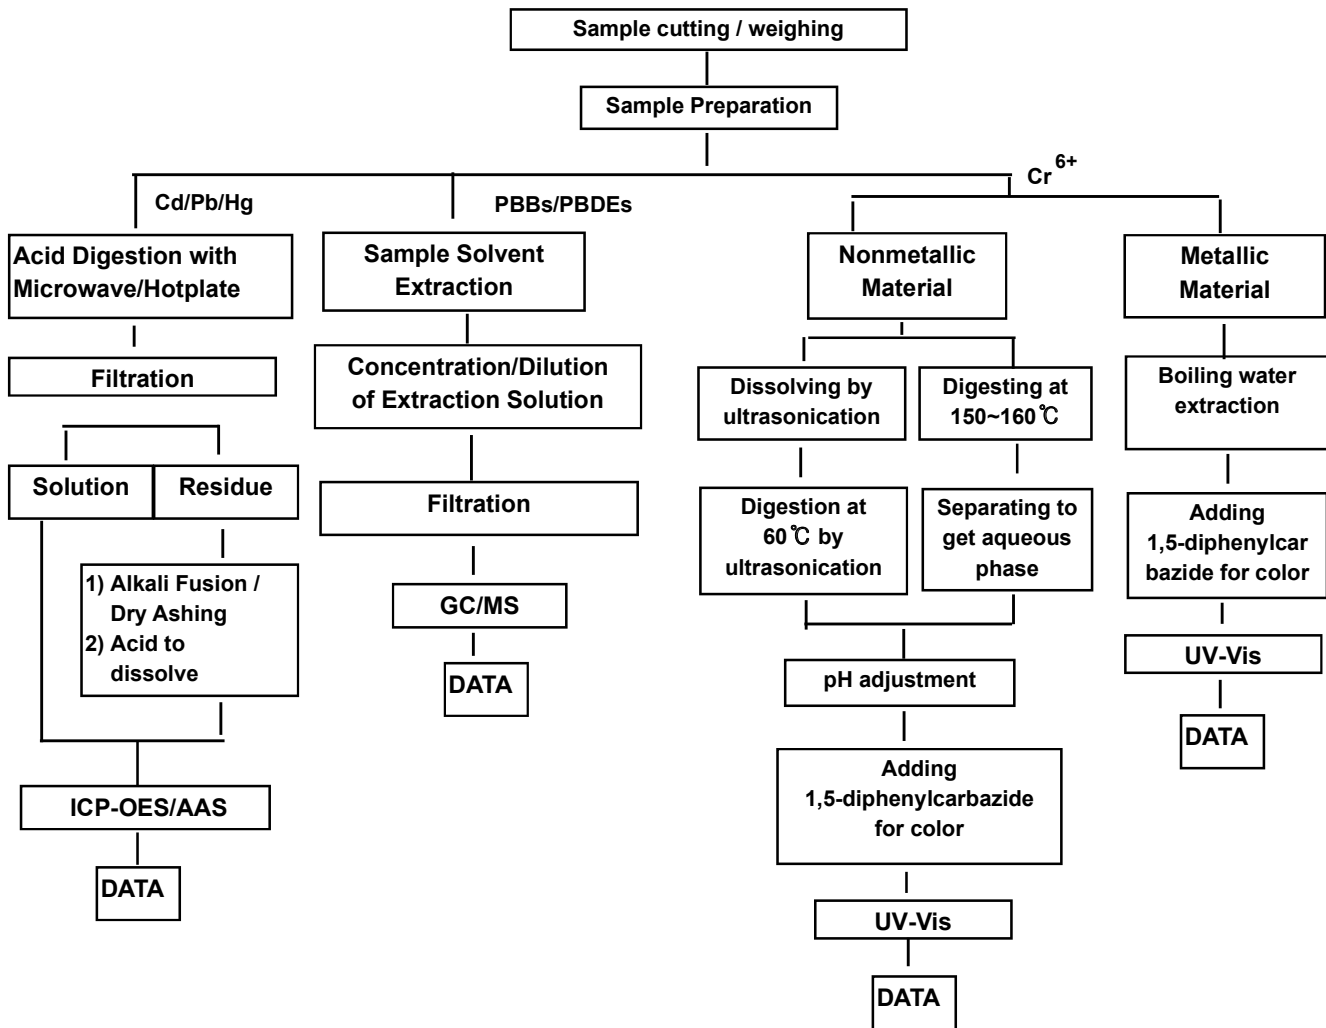 Sample cutting / weighing
Sample Preparation
Cd/Pb/Hg
PBBs/PBDEs
Cr 6+
Acid Digestion with
Microwave/Hotplate
Filtration
Solution
Residue
1) Alkali Fusion /
Dry Ashing
2) Acid to
dissolve
ICP-OES/AAS
DATA
Sample Solvent
Extraction
Concentration/Dilution
of Extraction Solution
Filtration
GC/MS
DATA
Nonmetallic
Material
Dissolving by
ultrasonication
Digestion at
60℃ by
ultrasonication
Digesting at
150~160℃
Separating to
get aqueous
phase
pH adjustment
Adding
1,5-diphenylcarbazide
for color
UV-Vis
DATA
Metallic
Material
Boiling water
extraction
Adding
1,5-diphenylcar
bazide for color
UV-Vis
DATA